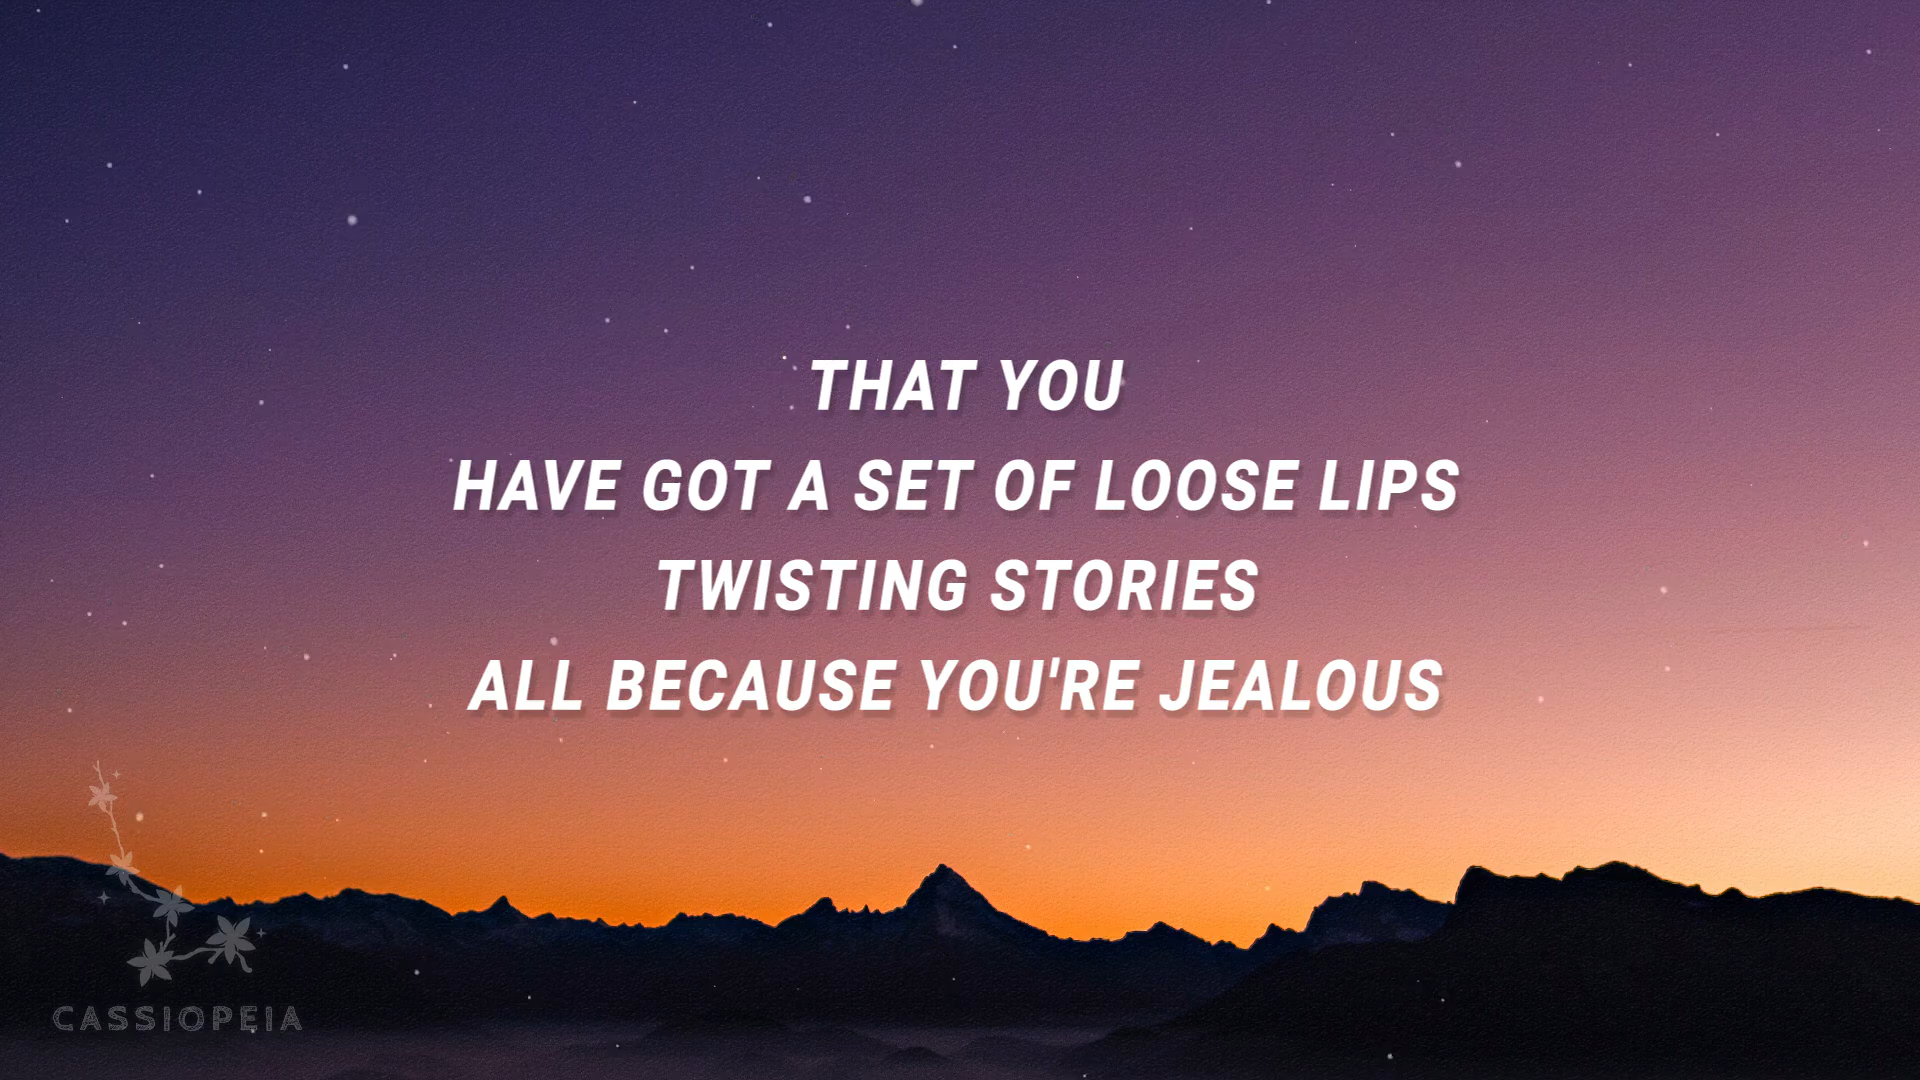 THAT YOU
HAVE GOT A SET OF LOOSE LIPS
TWISTING STORIES
ALL BECAUSE YOU'RE JEALOUS
CASSIOPEIA